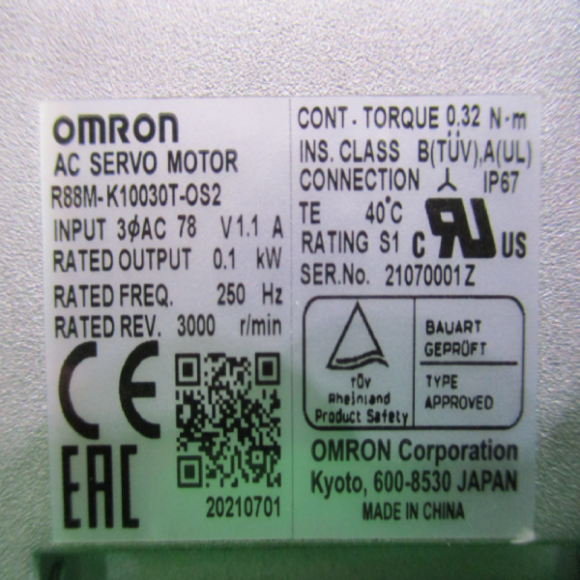 OMRON
AC SERVO MOTOR
R88M-K10030T-OS2
INPUT 3ϕAC 78 V 1.1 A
RATED OUTPUT 0.1 kW
RATED FREQ. 250 Hz
RATED REV. 3000 r/min
CE
EAC
20210701
CONT - TORQUE 0.32 N·m
INS. CLASS B(TÜV),A(UL)
CONNECTION IP67
TE 40°C
RATING S1 c RU US
SER.No. 21070001Z
TÜV
Rheinland
Product Safety
BAUART
GEPRÜFT
TYPE
APPROVED
OMRON Corporation
Kyoto, 600-8530 JAPAN
MADE IN CHINA